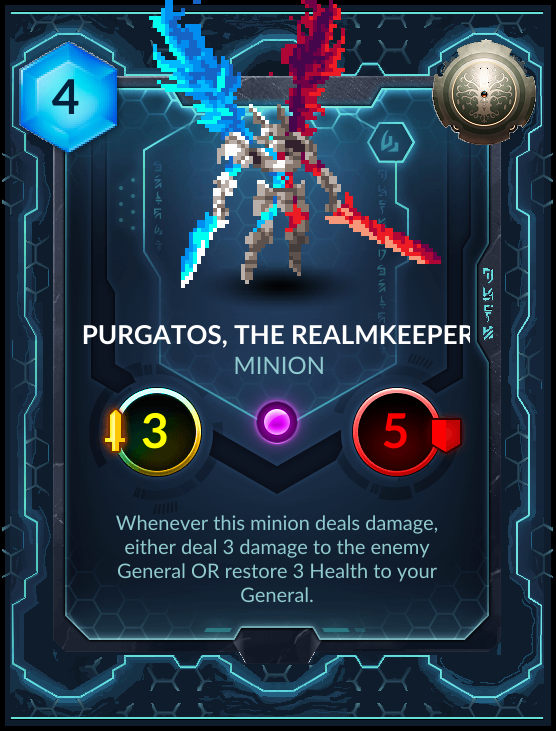 4
PURGATOS, THE REALMKEEPER
MINION
3
5
Whenever this minion deals damage,
either deal 3 damage to the enemy
General OR restore 3 Health to your
General.